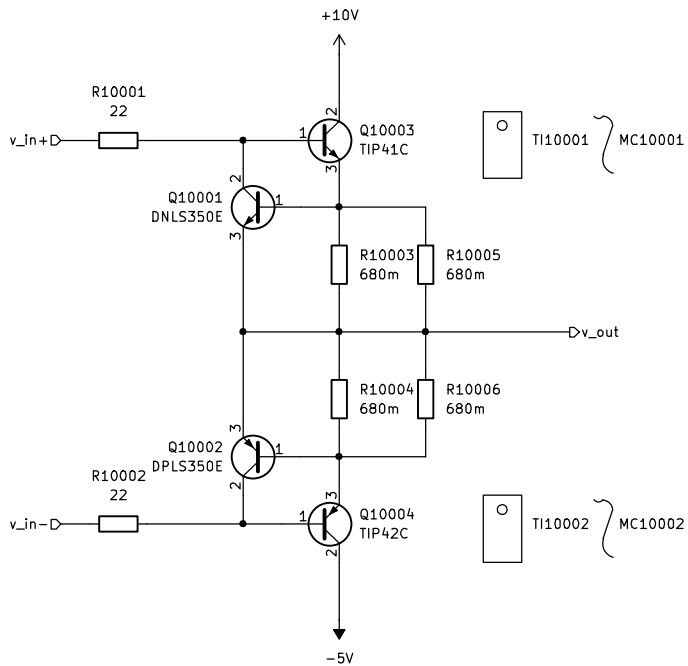 +10V
R10001
22
v_in+
1
2
3
Q10003
TIP41C
TI10001
MC10001
2
Q10001
DNLS350E
1
3
R10003
680m
R10005
680m
v_out
R10004
680m
R10006
680m
3
Q10002
DPLS350E
1
2
R10002
22
v_in-
1
3
2
Q10004
TIP42C
TI10002
MC10002
-5V